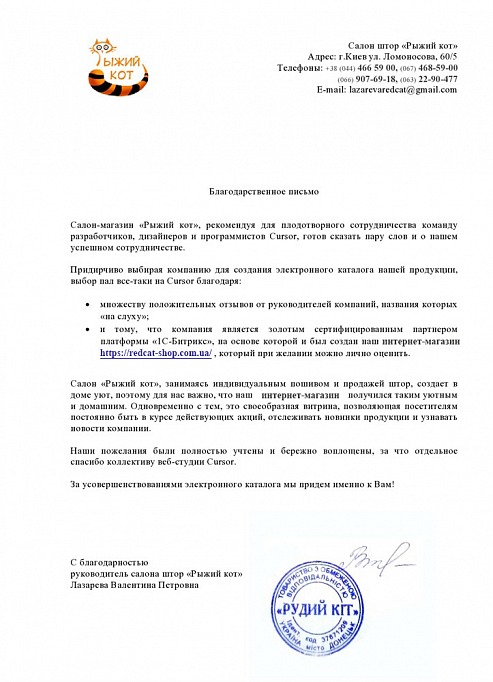 РЫЖИЙ
КОТ
Салон штор «Рыжий кот»
Адрес: г.Киев ул. Ломоносова, 60/5
Телефоны: +38 (044) 466 59 00, (067) 468-59-00
(066) 907-69-18, (063) 22-90-477
E-mail: lazarevaredcat@gmail.com
Благодарственное письмо
Салон-магазин «Рыжий кот», рекомендуя для плодотворного сотрудничества команду
разработчиков, дизайнеров и программистов Cursor, готов сказать пару слов и о нашем
успешном сотрудничестве.
Придирчиво выбирая компанию для создания электронного каталога нашей продукции,
выбор пал все-таки на Cursor благодаря:
• множеству положительных отзывов от руководителей компаний, названия которых
«на слуху»;
• и тому, что компания является золотым сертифицированным партнером
платформы «1С-Битрикс», на основе которой и был создан наш интернет-магазин
https://redcat-shop.com.ua/ , который при желании можно лично оценить.
Салон «Рыжий кот», занимаясь индивидуальным пошивом и продажей штор, создает в
доме уют, поэтому для нас важно, что наш интернет-магазин получился таким уютным
и домашним. Одновременно с тем, это своеобразная витрина, позволяющая посетителям
постоянно быть в курсе действующих акций, отслеживать новинки продукции и узнавать
новости компании.
Наши пожелания были полностью учтены и бережно воплощены, за что отдельное
спасибо коллективу веб-студии Cursor.
За усовершенствованиями электронного каталога мы придем именно к Вам!
С благодарностью
руководитель салона штор «Рыжий кот»
Лазарева Валентина Петровна
ТОВАРИСТВО З ОБМЕЖЕНОЮ
ВІДПОВІДАЛЬНІСТЮ
«РУДИЙ КІТ»
Ідент. код 37671209
УКРАЇНА місто ДОНЕЦЬК